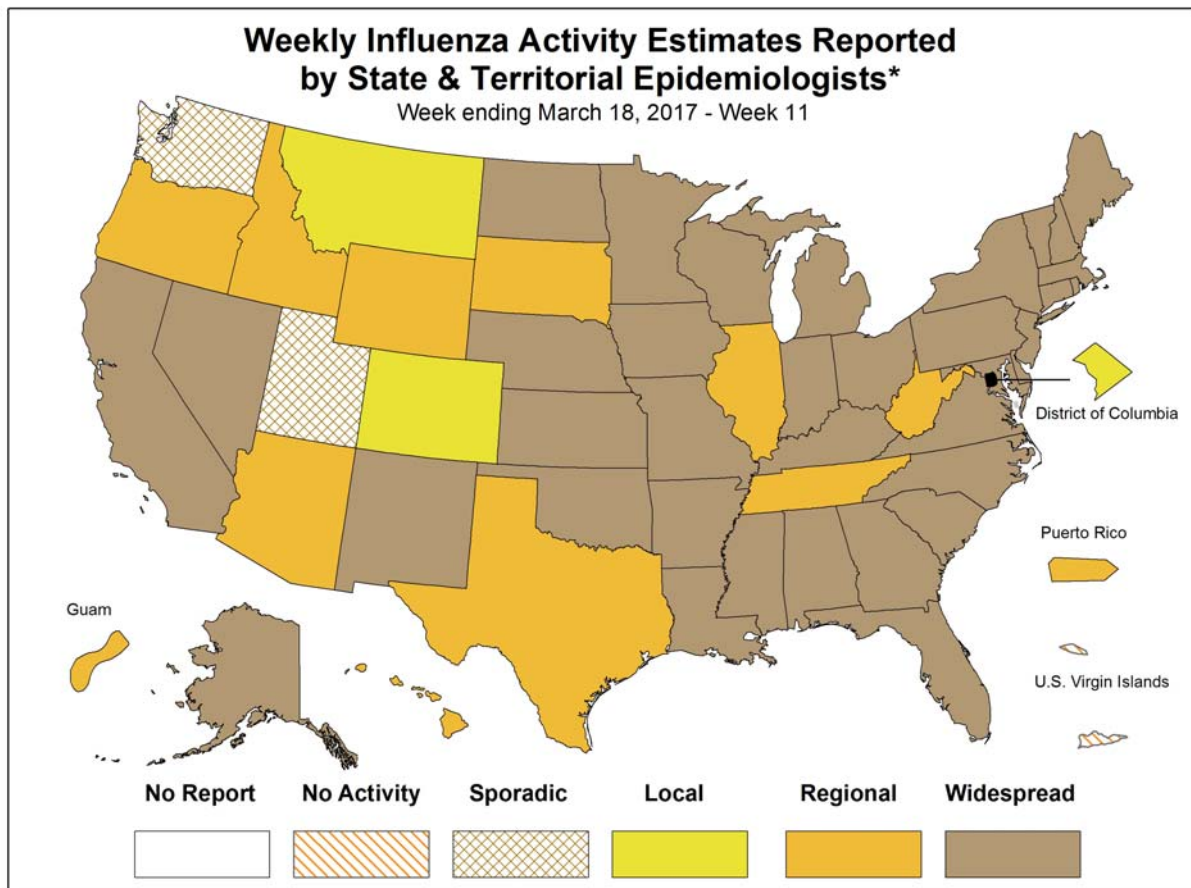 Weekly Influenza Activity Estimates Reported
by State & Territorial Epidemiologists*
Week ending March 18, 2017 - Week 11
District of Columbia
Puerto Rico
Guam
U.S. Virgin Islands
No Report No Activity Sporadic Local Regional Widespread